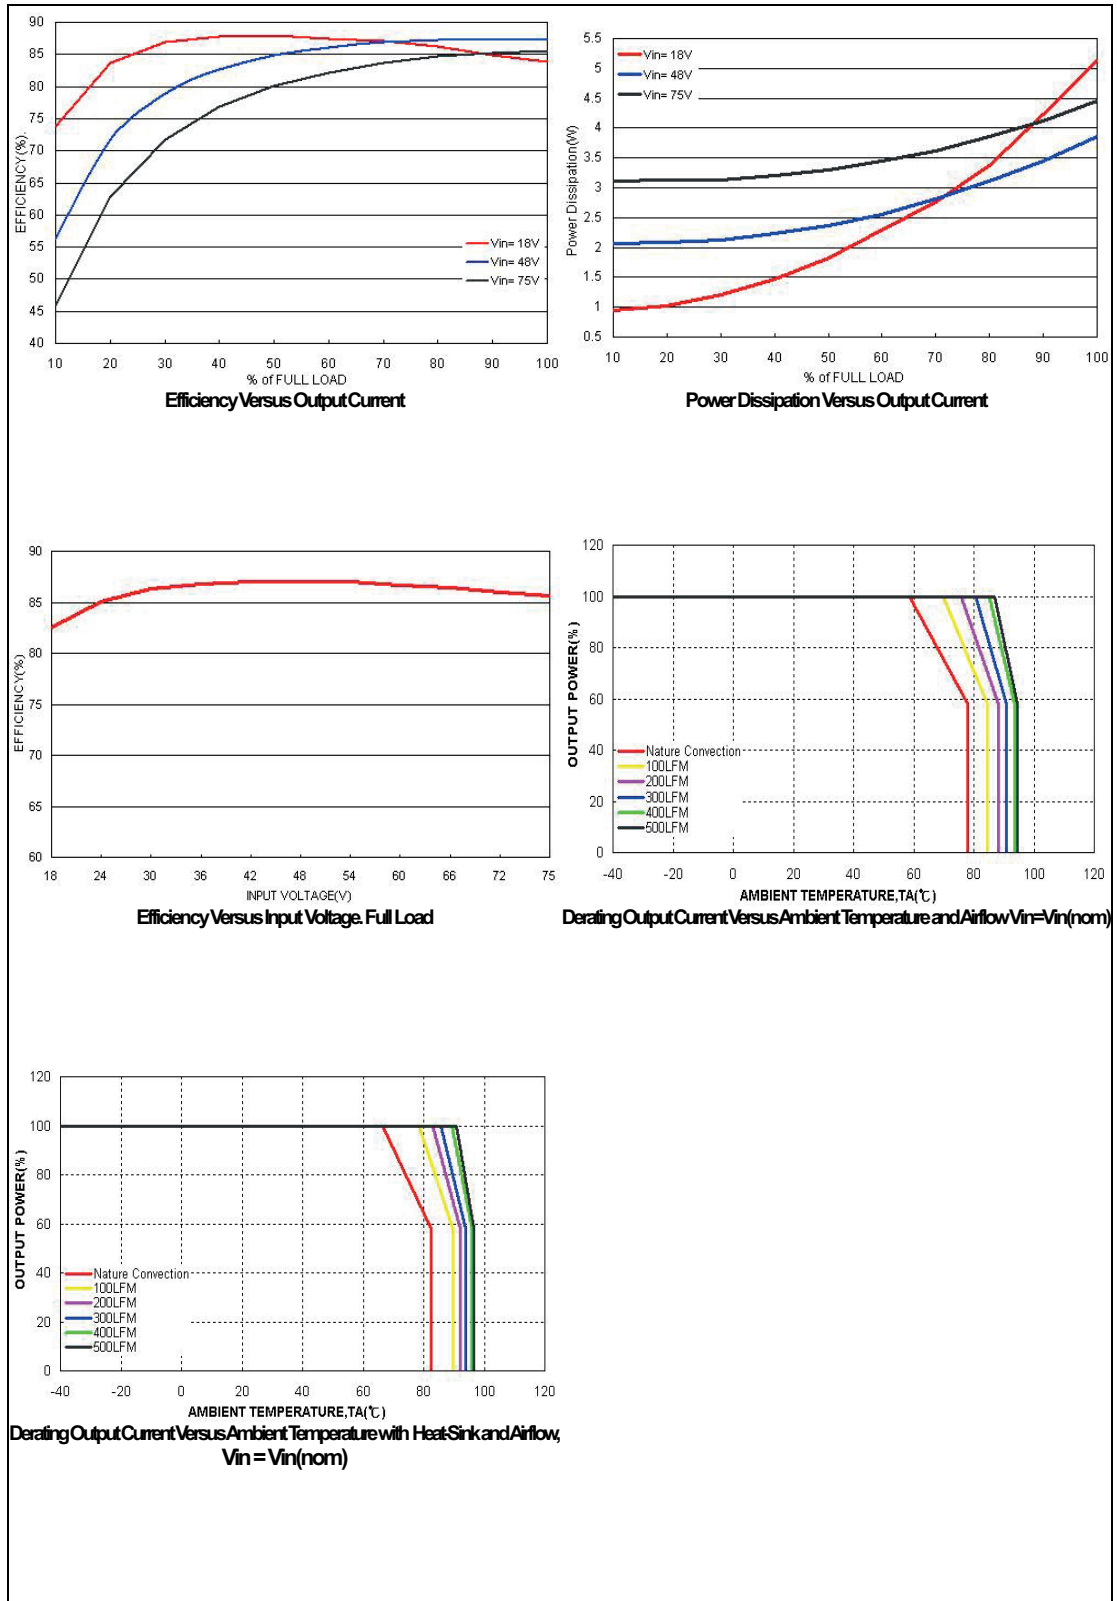 90
85
80
75
70
65
60
55
50
45
40
EFFICIENCY(%).
Vin= 18V
Vin= 48V
Vin= 75V
10 20 30 40 50 60 70 80 90 100
% of FULL LOAD
Efficiency Versus Output Current
5.5
5
4.5
4
3.5
3
2.5
2
1.5
1
0.5
Power Dissipation(W)
Vin= 18V
Vin= 48V
Vin= 75V
10 20 30 40 50 60 70 80 90 100
% of FULL LOAD
Power Dissipation Versus Output Current
90
85
80
75
70
65
60
EFFICIENCY(%)
18 24 30 36 42 48 54 60 66 72 75
INPUT VOLTAGE(V)
Efficiency Versus Input Voltage. Full Load
120
100
80
60
40
20
0
OUTPUT POWER(%)
Nature Convection
100LFM
200LFM
300LFM
400LFM
500LFM
-40 -20 0 20 40 60 80 100 120
AMBIENT TEMPERATURE,TA(℃)
Derating Output Current Versus Ambient Temperature and Airflow Vin=Vin(nom)
120
100
80
60
40
20
0
OUTPUT POWER(%)
Nature Convection
100LFM
200LFM
300LFM
400LFM
500LFM
-40 -20 0 20 40 60 80 100 120
AMBIENT TEMPERATURE,TA(℃)
Derating Output Current Versus Ambient Temperature with Heat-Sink and Airflow,
Vin = Vin(nom)